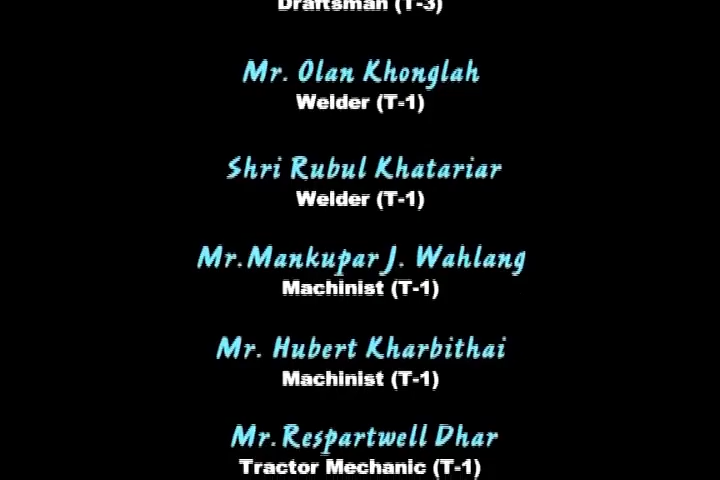 Draftsman (T-3)
Mr. Olan Khonglah
Welder (T-1)
Shri Rubul Khatariar
Welder (T-1)
Mr. Mankupar J. Wahlang
Machinist (T-1)
Mr. Hubert Kharbithai
Machinist (T-1)
Mr. Respartwell Dhar
Tractor Mechanic (T-1)